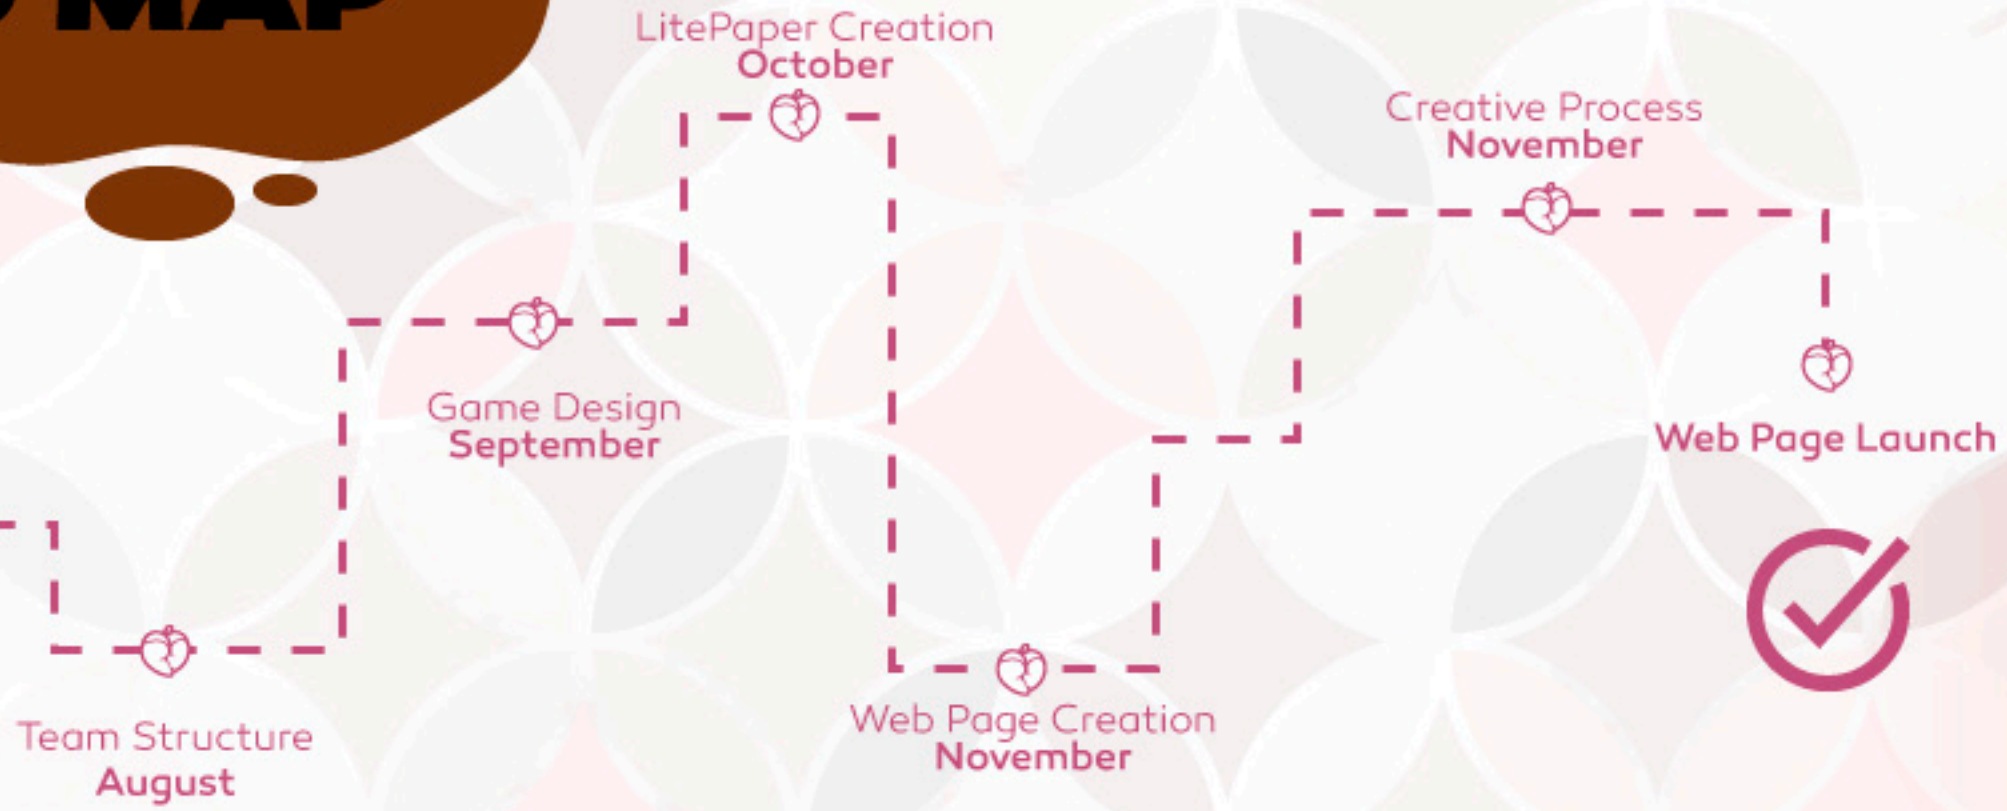 MAP
LitePaper Creation
October
Creative Process
November
Game Design
September
Web Page Launch
Web Page Creation
November
Team Structure
August